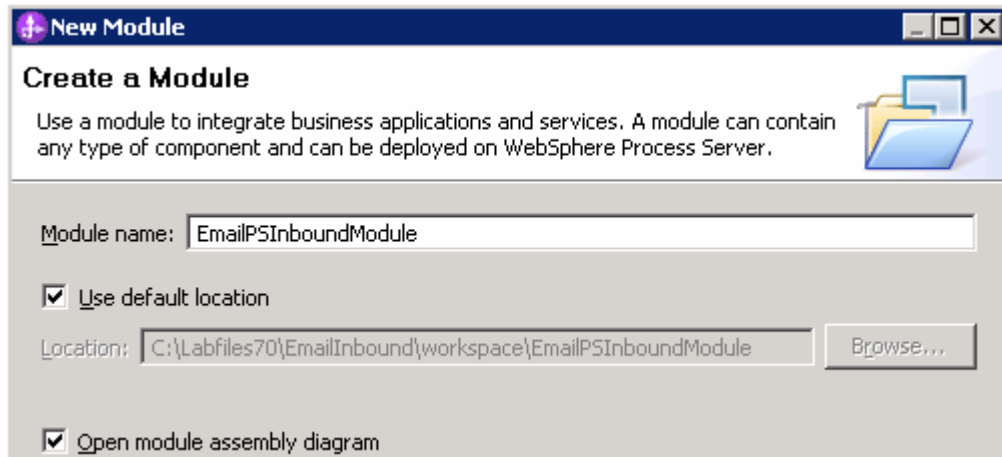 New Module
Create a Module
Use a module to integrate business applications and services. A module can contain
any type of component and can be deployed on WebSphere Process Server.
Module name: EmailPSInboundModule
Use default location
Location: C:\Labfiles70\EmailInbound\workspace\EmailPSInboundModule Browse...
Open module assembly diagram